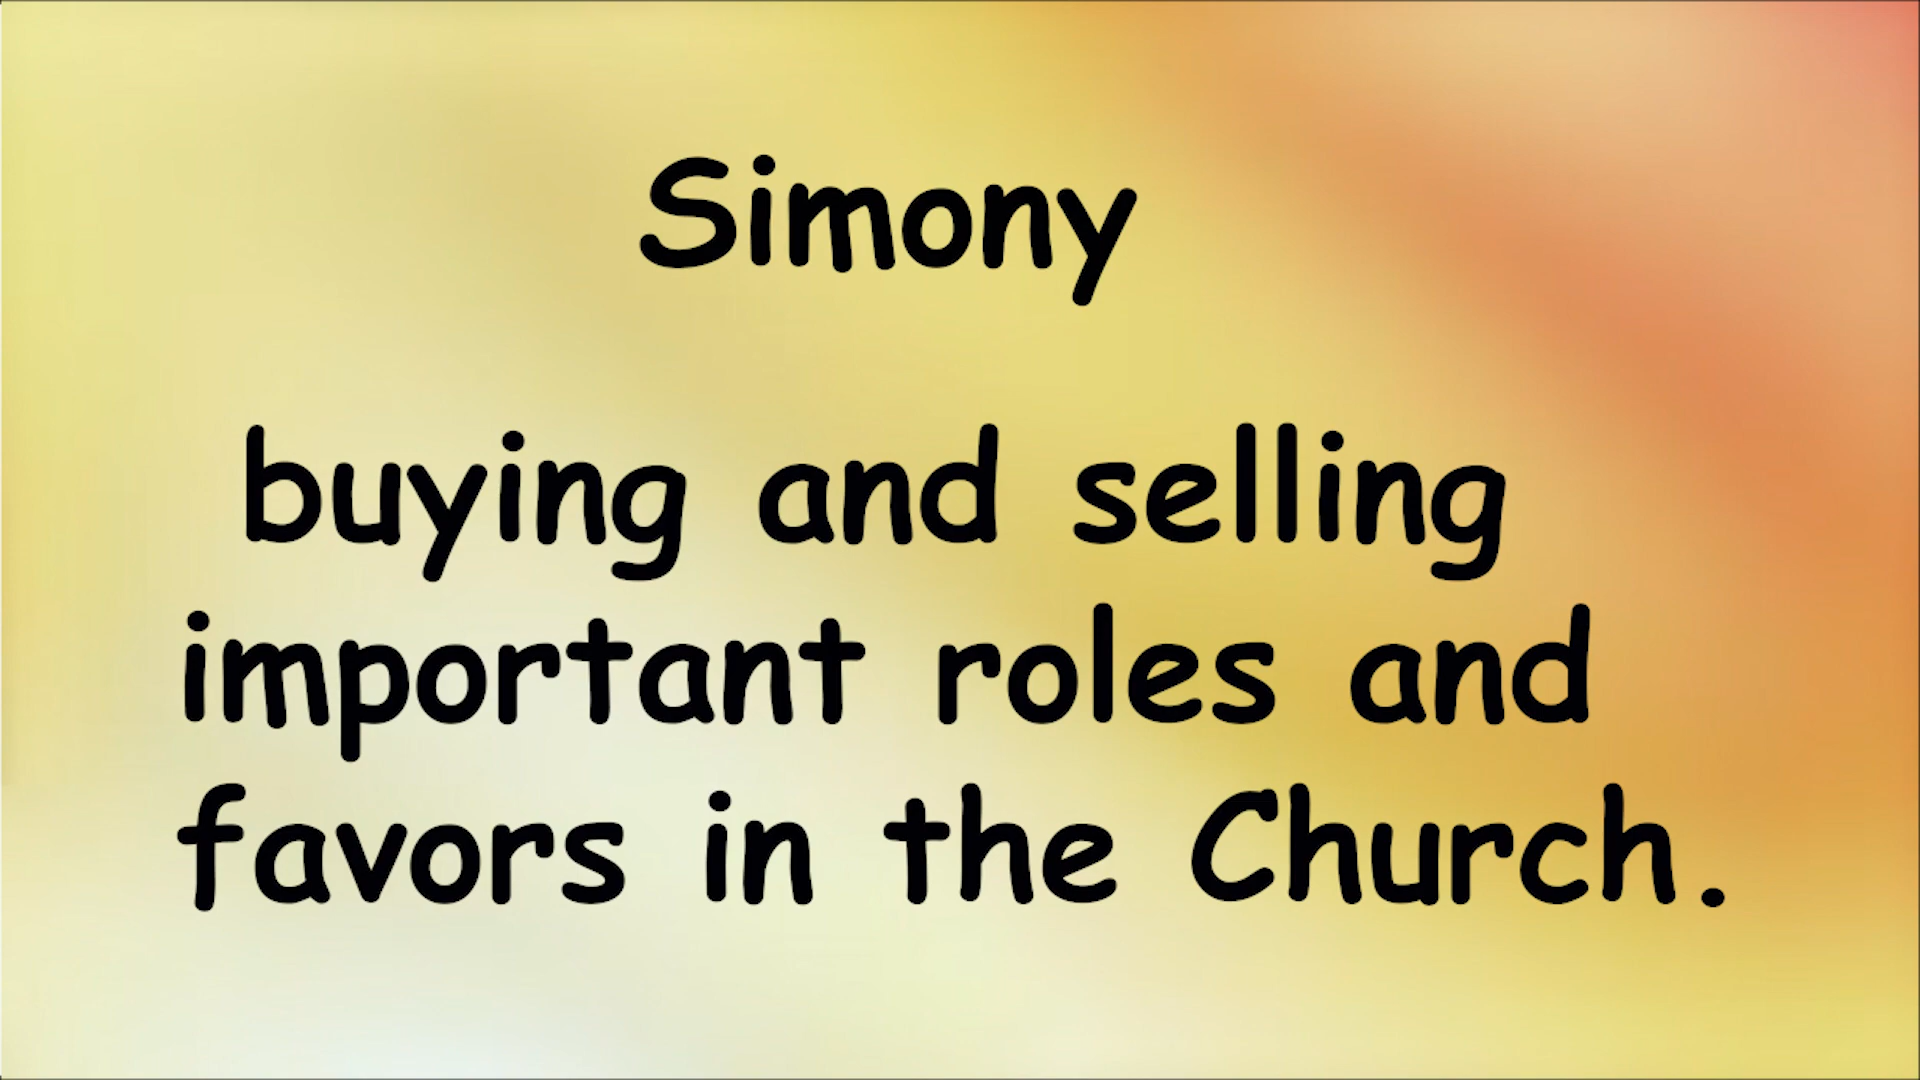 Simony
buying and selling
important roles and
favors in the Church.